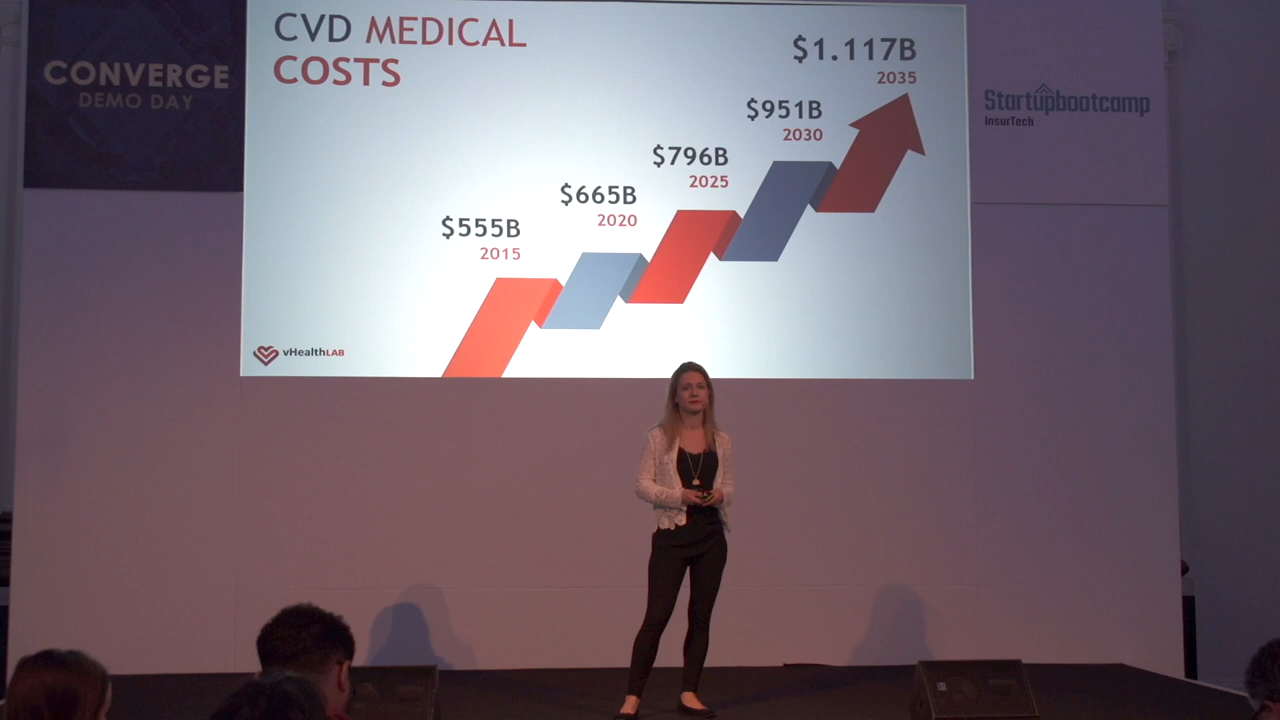 CONVERGE
DEMO DAY
CVD MEDICAL
COSTS
$1.117B
2035
$951B
2030
$796B
2025
$665B
2020
$555B
2015
vHealthLAB
Startupbootcamp
InsurTech